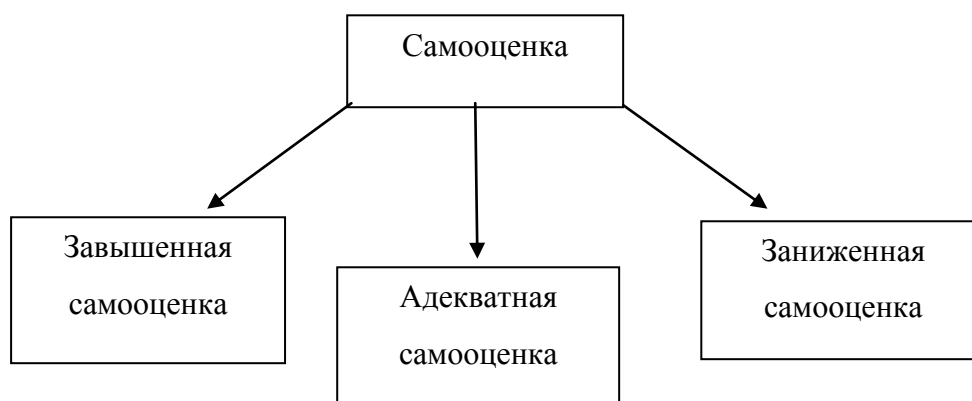 Самооценка
Завышенная
самооценка
Адекватная
самооценка
Заниженная
самооценка